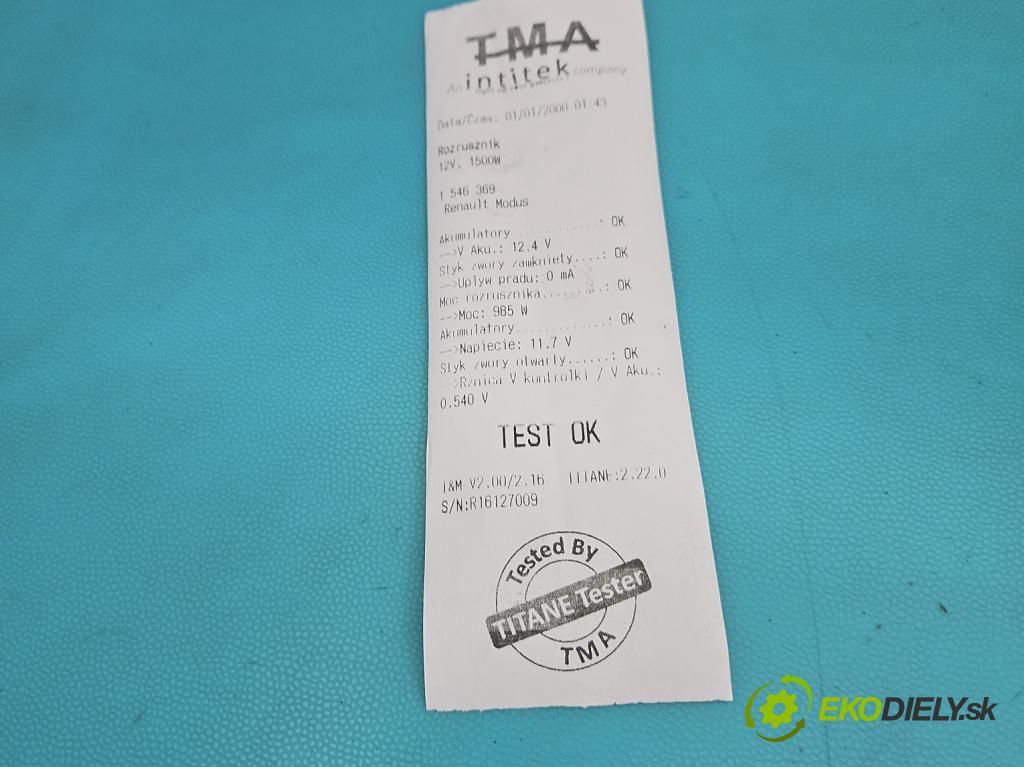 TMA
An intitek company
Data/Czas: 01/01/2000 01:43
Rozrusznik
12V, 1500W
1 546 369
Renault Modus
Akumulatory............: OK
-->V Aku.: 12.4 V
Styk zwory zamkniety....: OK
-->Uplyw pradu: 0 mA
Moc rozrusznika........: OK
-->Moc: 985 W
Akumulatory............: OK
-->Napiecie: 11.7 V
Styk zwory otwarty......: OK
-->Rznica V kontrolki / V Aku.:
0.540 V
TEST OK
T&M V2.00/2.16 TITANE:2.22.0
S/N:R16127009
Tested By
TITANE Tester
TMA
EKODIELY.sk